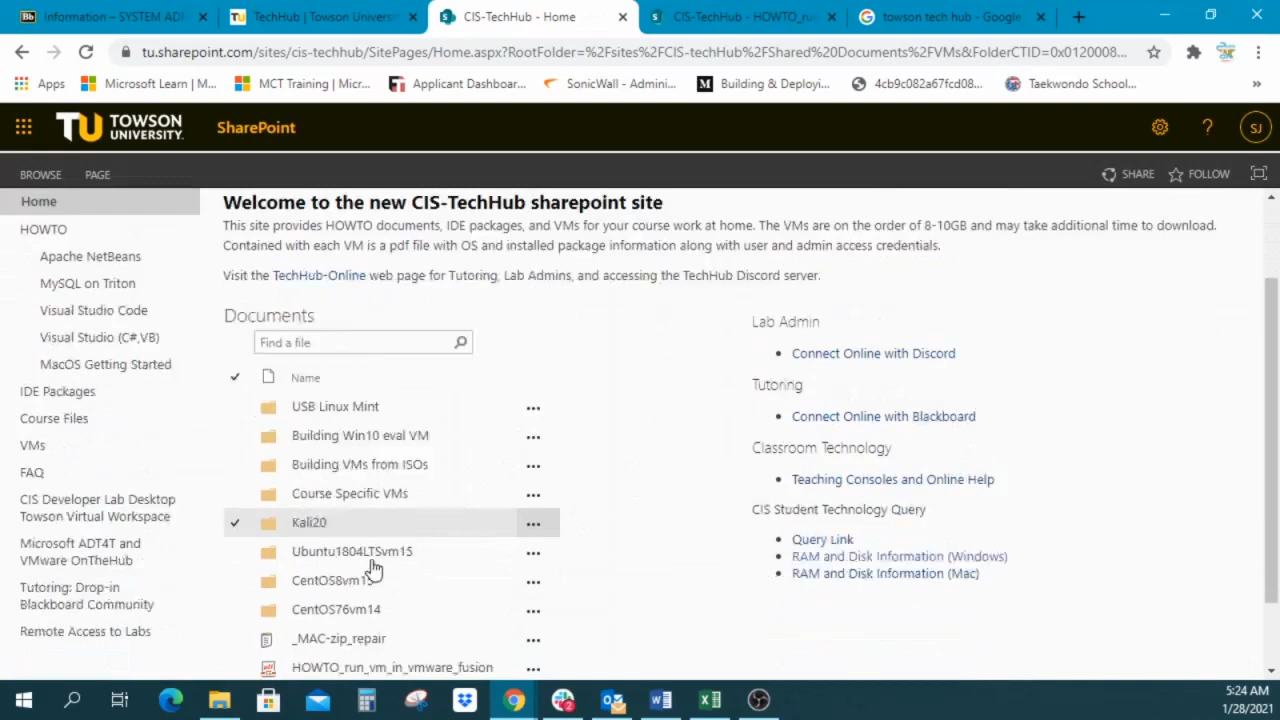 Bb Information – SYSTEM ADI
TU TechHub | Towson Universi
CIS-TechHub - Home
CIS-TechHub - HOWTO_ru
towson tech hub - Google
tu.sharepoint.com/sites/cis-techhub/SitePages/Home.aspx?RootFolder=%2Fsites%2FCIS-techHub%2FShared%20Documents%2FVMs&FolderCTID=0x0120008...
Apps
Microsoft Learn | M...
MCT Training | Micr...
Applicant Dashboar...
SonicWall - Admini...
Building & Deployi...
4cb9c082a67fcd08...
Taekwondo School...
»
TU TOWSON
UNIVERSITY.
SharePoint
?
SJ
BROWSE
PAGE
SHARE
FOLLOW
Home
HOWTO
Apache NetBeans
MySQL on Triton
Visual Studio Code
Visual Studio (C#,VB)
MacOS Getting Started
IDE Packages
Course Files
VMs
FAQ
CIS Developer Lab Desktop
Towson Virtual Workspace
Microsoft ADT4T and
VMware OnTheHub
Tutoring: Drop-in
Blackboard Community
Remote Access to Labs
Welcome to the new CIS-TechHub sharepoint site
This site provides HOWTO documents, IDE packages, and VMs for your course work at home. The VMs are on the order of 8-10GB and may take additional time to download.
Contained with each VM is a pdf file with OS and installed package information along with user and admin access credentials.
Visit the TechHub-Online web page for Tutoring, Lab Admins, and accessing the TechHub Discord server.
Documents
Find a file
Name
USB Linux Mint
Building Win10 eval VM
Building VMs from ISOs
Course Specific VMs
Kali20
Ubuntu1804LTSvm15
CentOS76vm14
_MAC-zip_repair
HOWTO_run_vm_in_vmware_fusion
Lab Admin
• Connect Online with Discord
Tutoring
• Connect Online with Blackboard
Classroom Technology
• Teaching Consoles and Online Help
CIS Student Technology Query
• Query Link
• RAM and Disk Information (Windows)
• RAM and Disk Information (Mac)
5:24 AM
1/28/2021